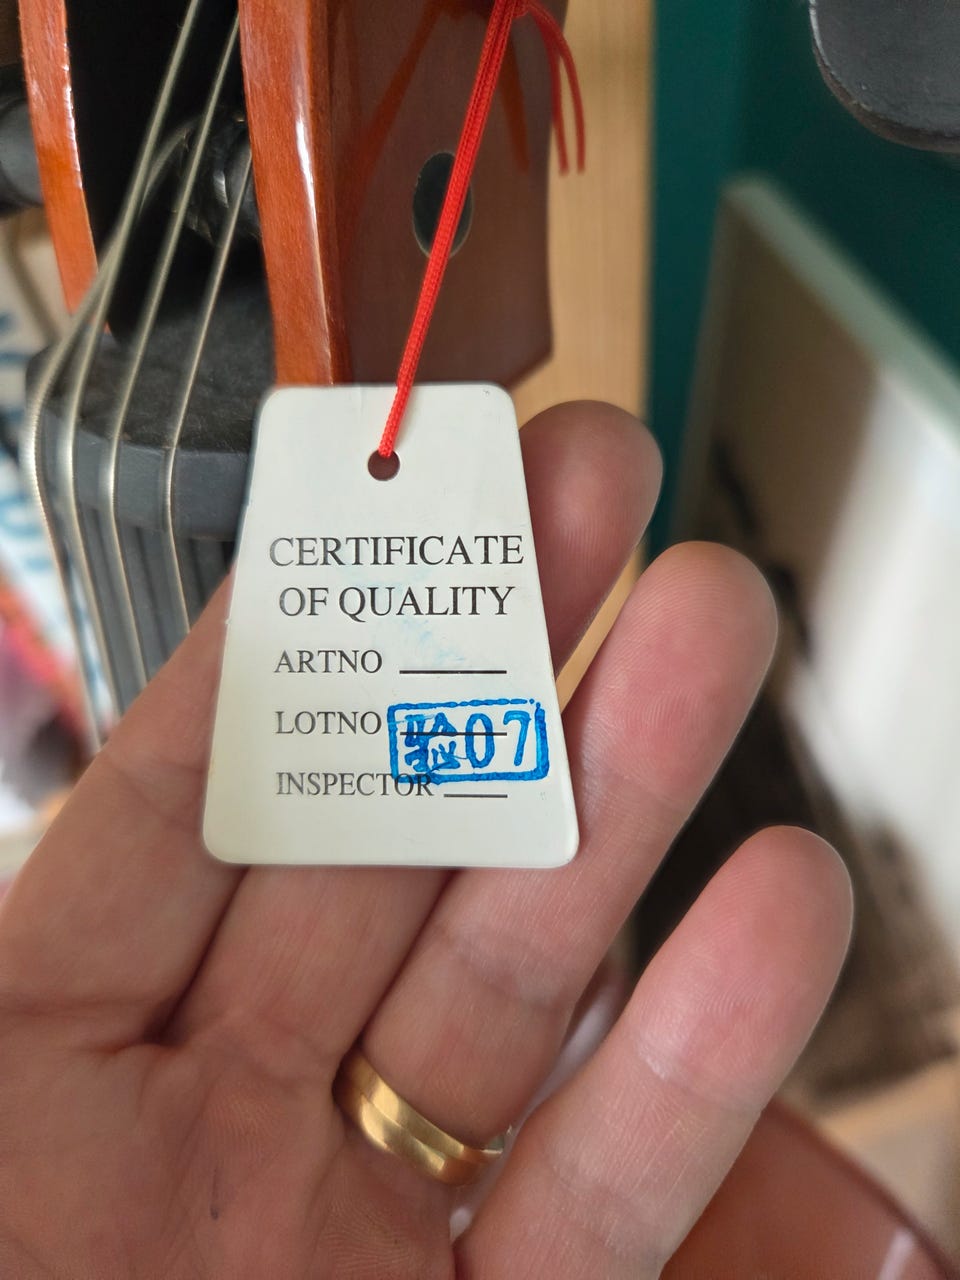 CERTIFICATE
OF QUALITY
ARTNO
LOTNO 验07
INSPECTOR